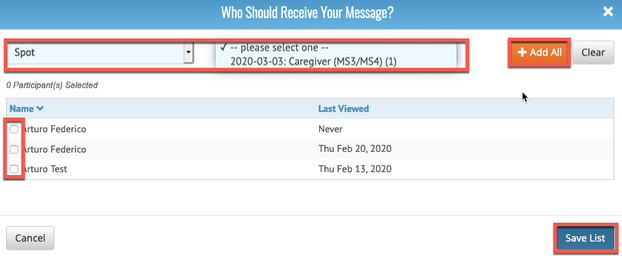 Who Should Receive Your Message? ×
Spot ✓ -- please select one -- + Add All Clear
2020-03-03: Caregiver (MS3/MS4) (1)
0 Participant(s) Selected
Name Last Viewed
Arturo Federico Never
Arturo Federico Thu Feb 20, 2020
Arturo Test Thu Feb 13, 2020
Cancel Save List